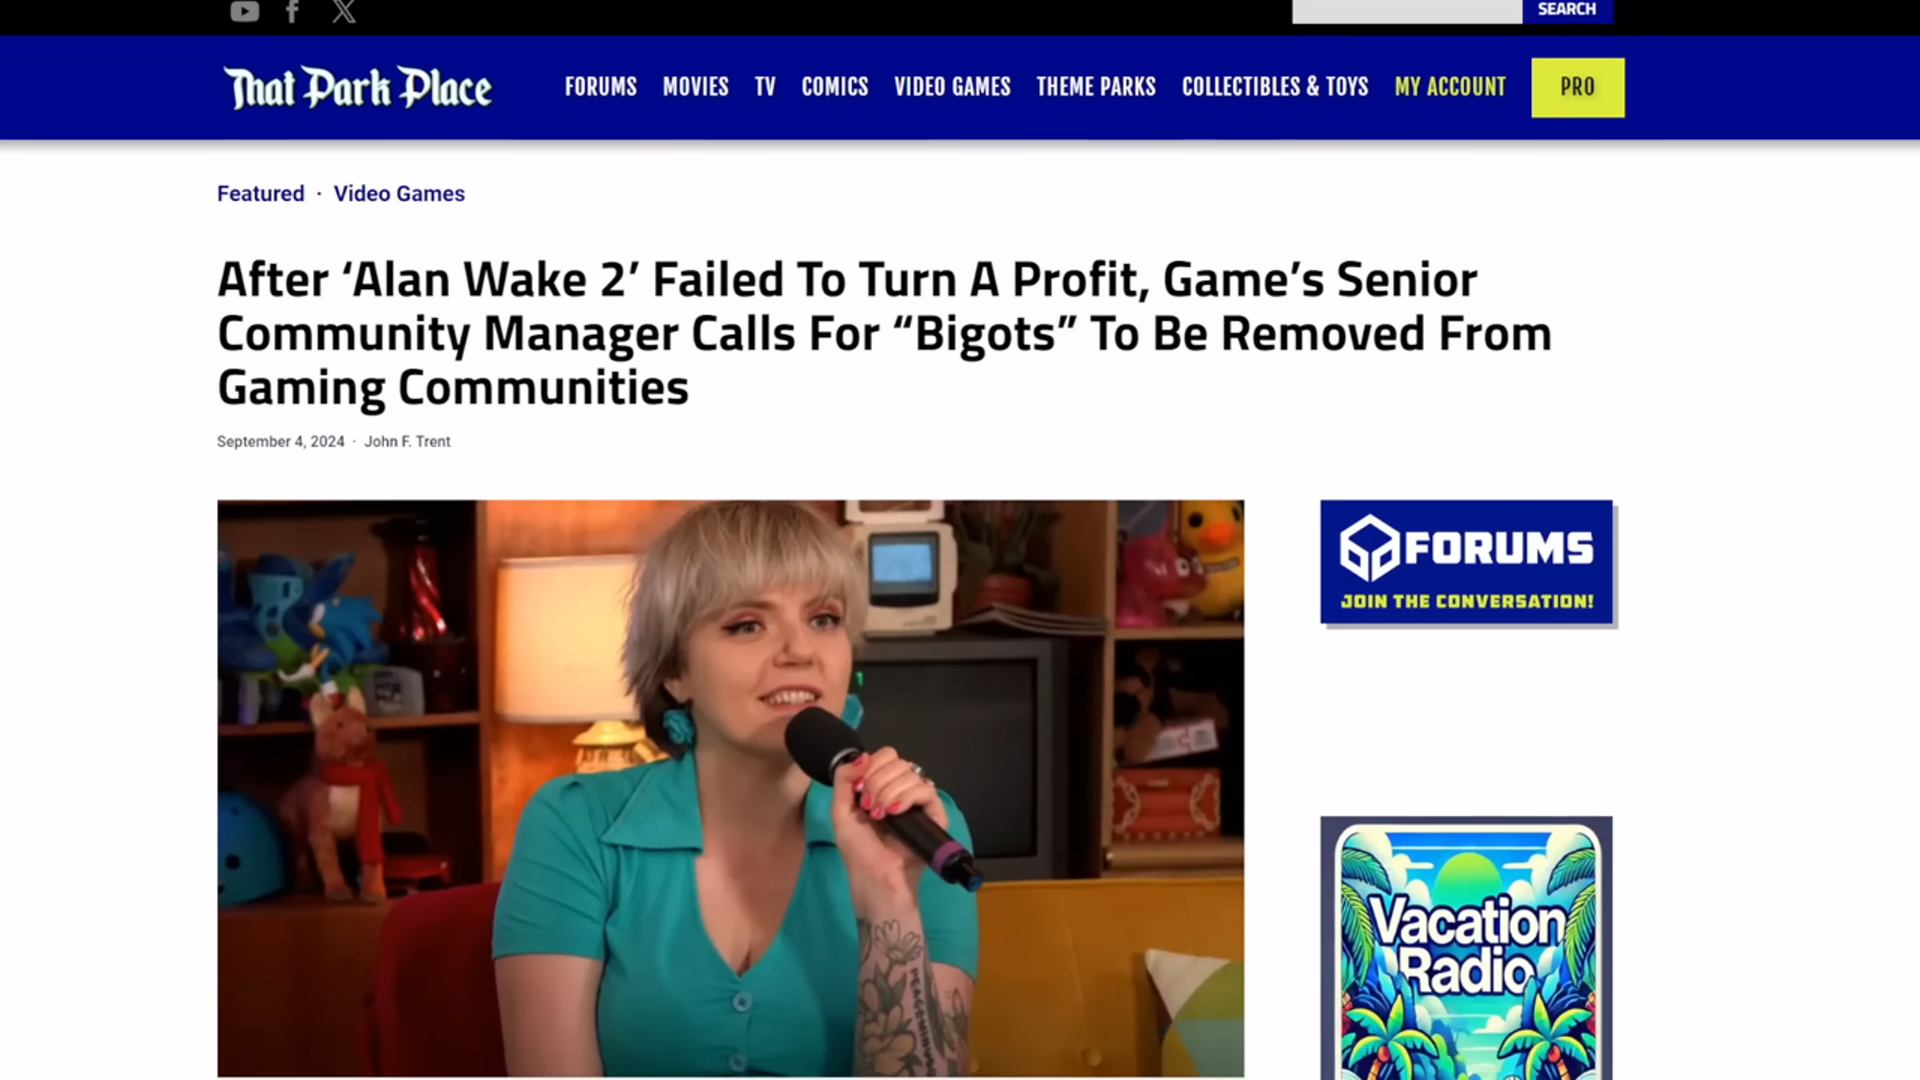 SEARCH
That Park Place
FORUMS MOVIES TV COMICS VIDEO GAMES THEME PARKS COLLECTIBLES & TOYS MY ACCOUNT PRO
Featured · Video Games
After ‘Alan Wake 2’ Failed To Turn A Profit, Game’s Senior
Community Manager Calls For “Bigots” To Be Removed From
Gaming Communities
September 4, 2024 · John F. Trent
FORUMS
JOIN THE CONVERSATION!
Vacation
Radio